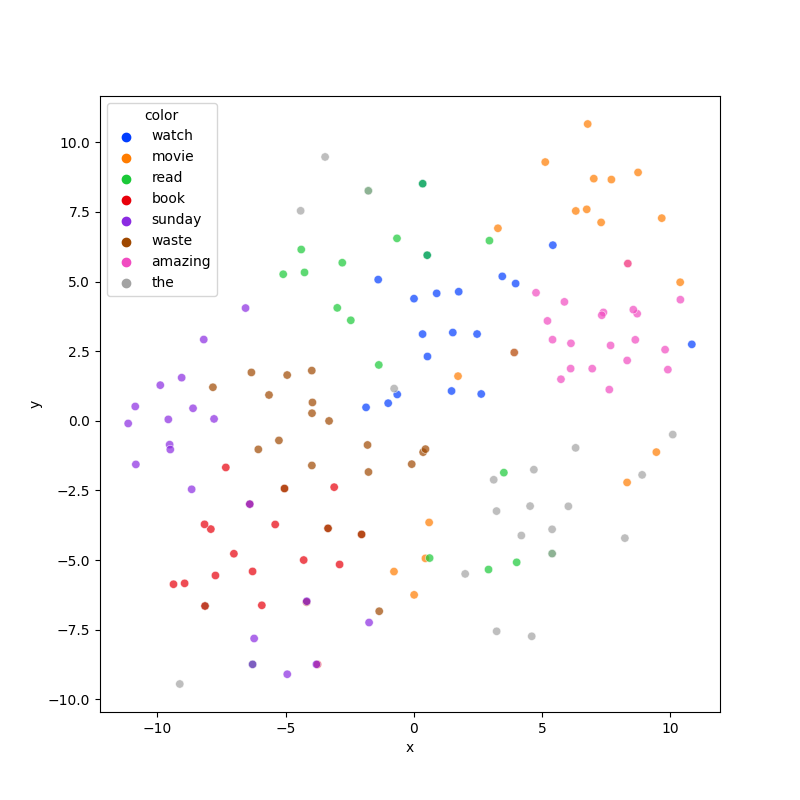 color
watch
movie
read
book
sunday
waste
amazing
the
10.0
7.5
5.0
2.5
0.0
−2.5
−5.0
−7.5
−10.0
y
−10 −5 0 5 10
x